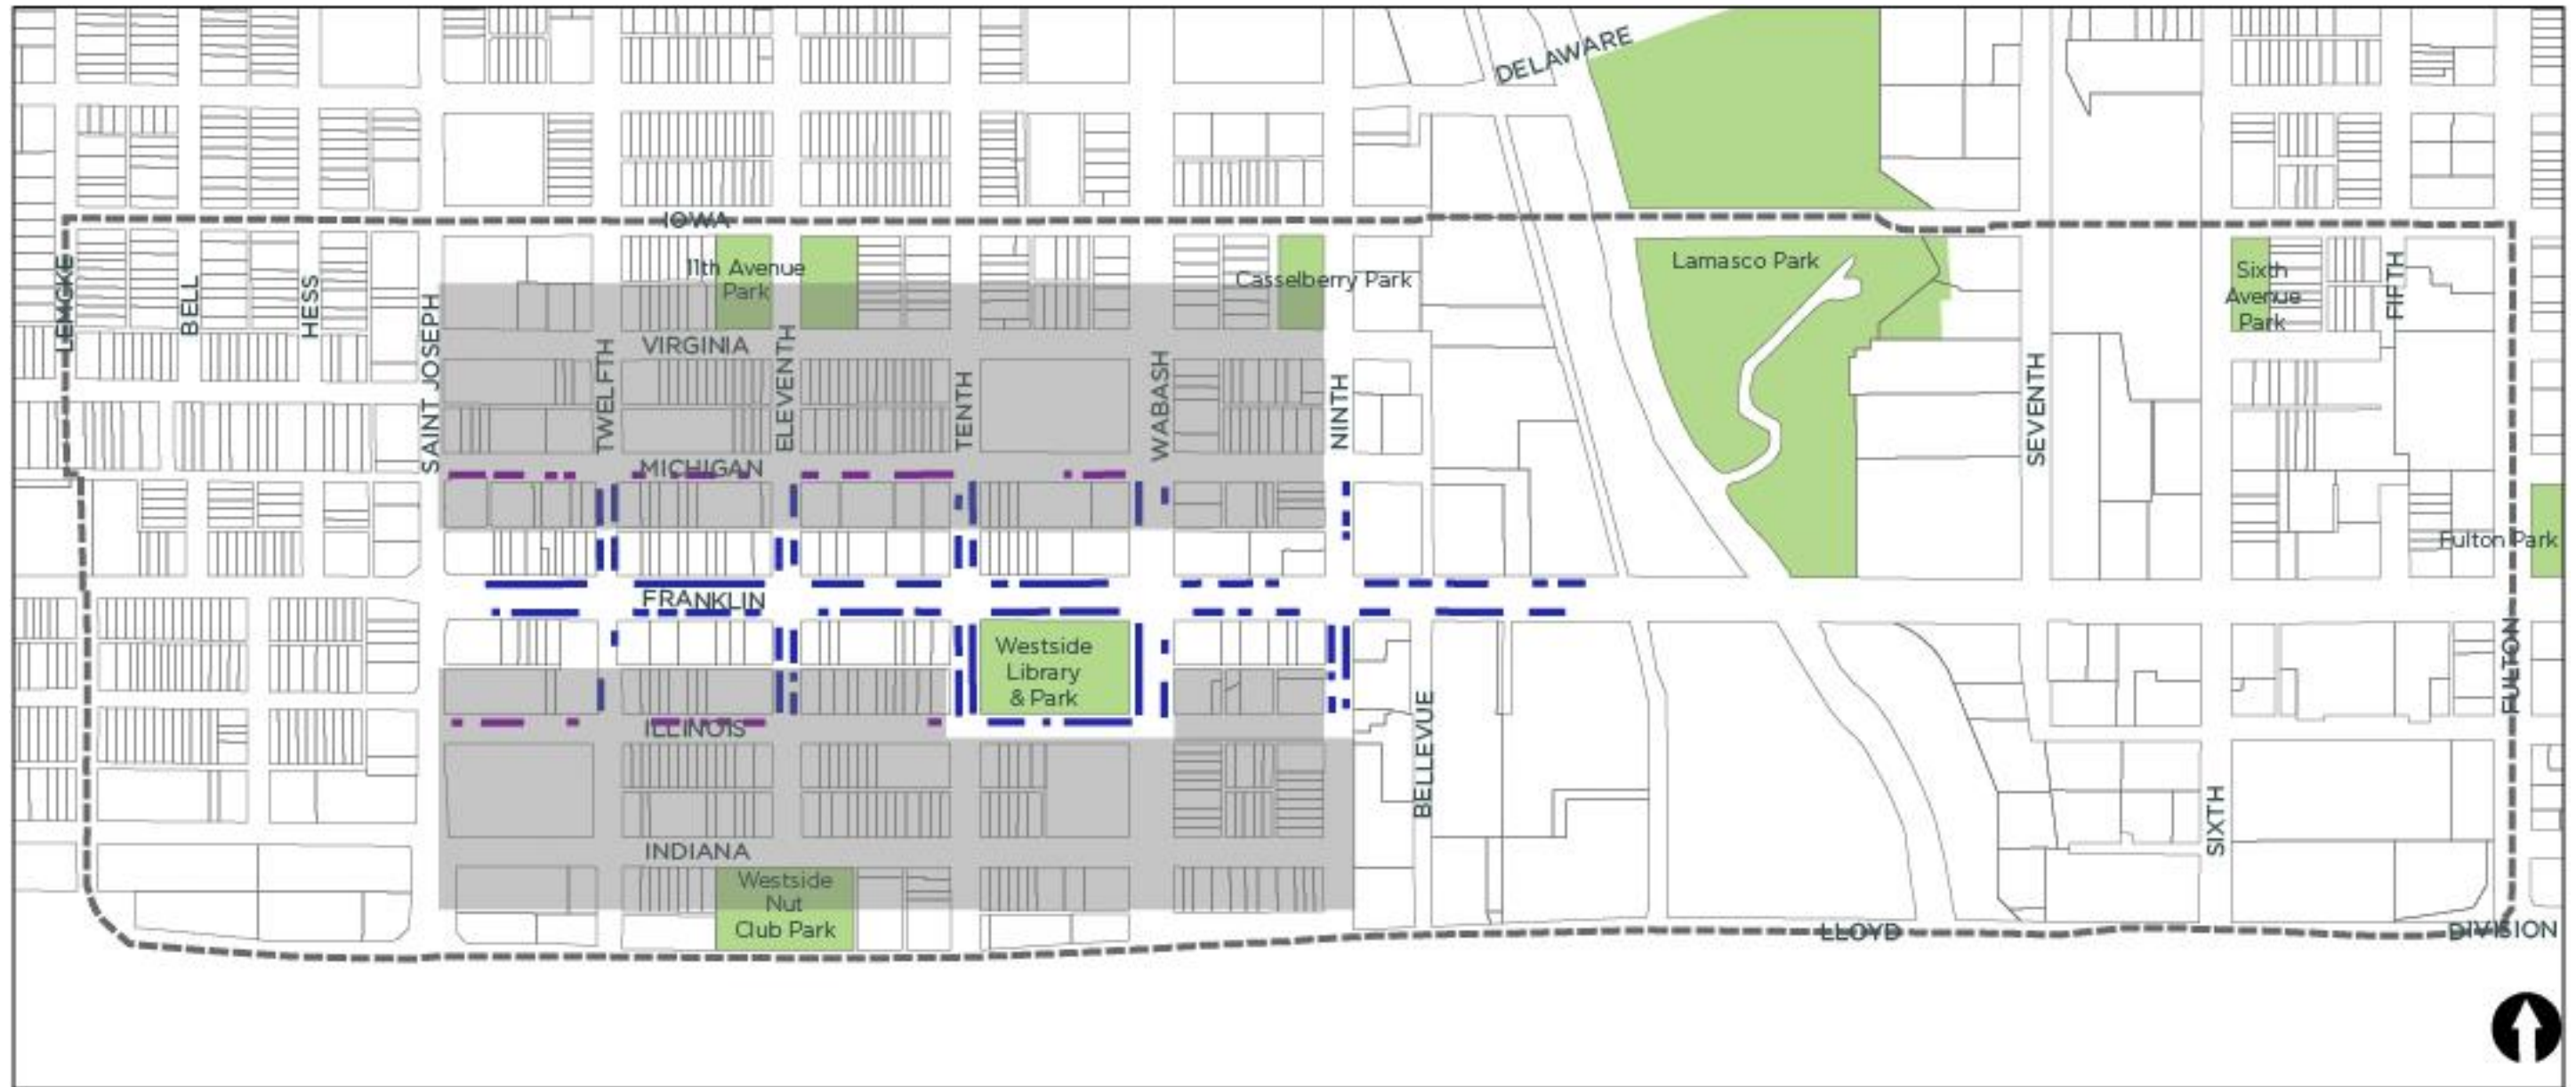 DELAWARE
IOWA
LEMCKE
BELL
HESS
SAINT JOSEPH
11th Avenue
Park
Casselberry Park
Lamasco Park
Sixth
Avenue
Park
FIFTH
VIRGINIA
TWELFTH
ELEVENTH
TENTH
WABASH
NINTH
SEVENTH
MICHIGAN
Fulton Park
FRANKLIN
Westside
Library
& Park
FULTON
ILLINOIS
BELLEVUE
SIXTH
INDIANA
Westside
Nut
Club Park
LLOYD
DIVISION